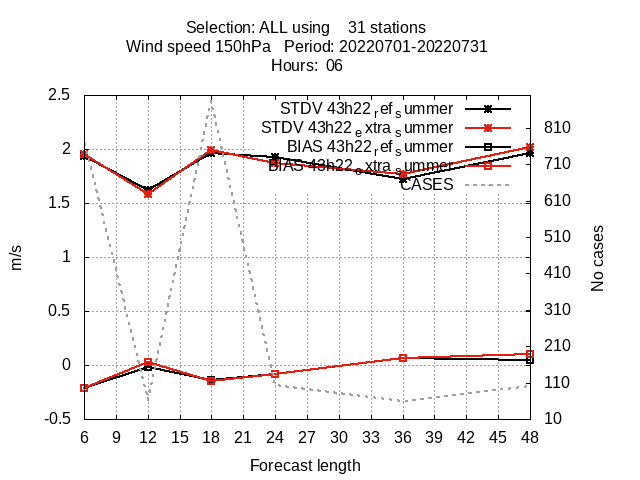 Selection: ALL using 31 stations
Wind speed 150hPa Period: 20220701-20220731
Hours: 06
STDV 43h22_ref_summer
STDV 43h22_extra_summer
BIAS 43h22_ref_summer
BIAS 43h22_extra_summer
CASES
2.5
2
1.5
1
0.5
0
-0.5
m/s
810
710
610
510
410
310
210
110
10
No cases
6 9 12 15 18 21 24 27 30 33 36 39 42 45 48
Forecast length